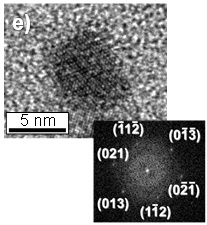 e)
5 nm
(1̄12̄) (01̄3̄)
(021)
(02̄1̄)
(013)
(11̄2)